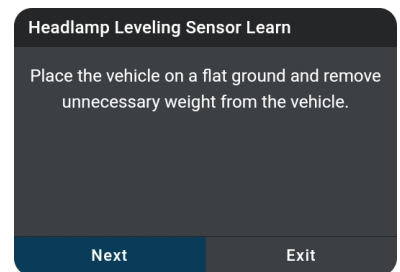 Headlamp Leveling Sensor Learn
Place the vehicle on a flat ground and remove
unnecessary weight from the vehicle.
Next
Exit